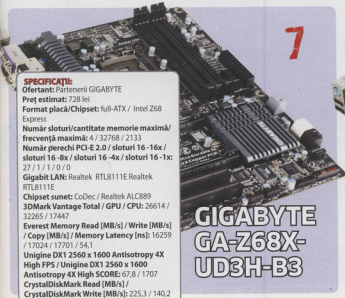 7
SPECIFICAȚII:
Ofertant: Partenerii GIGABYTE
Preț estimat: 728 lei
Format placă/Chipset: full-ATX / Intel Z68
Express
Număr sloturi/cantitate memorie maximă/
frecvență maximă: 4 / 32768 / 2133
Număr perechi PCI-E 2.0 / sloturi 16 -16x /
sloturi 16 -8x / sloturi 16 -4x / sloturi 16 -1x:
27 / 1 / 1 / 0 / 0
Gigabit LAN: Realtek RTL8111E Realtek
RTL8111E
Chipset sunet: CoDec / Realtek ALC889
3DMark Vantage Total / GPU / CPU: 26614 /
32265 / 17447
Everest Memory Read [MB/s] / Write [MB/s]
/ Copy [MB/s] / Memory Latency [ns]: 16259
/ 17024 / 17701 / 54,1
Unigine DX1 2560 x 1600 Antisotropy 4X
High FPS / Unigine DX1 2560 x 1600
Antisotropy 4X High SCORE: 67,8 / 1707
CrystalDiskMark Read [MB/s] /
CrystalDiskMark Write [MB/s]: 225,3 / 140,2
GIGABYTE
GA-Z68X-
UD3H-B3